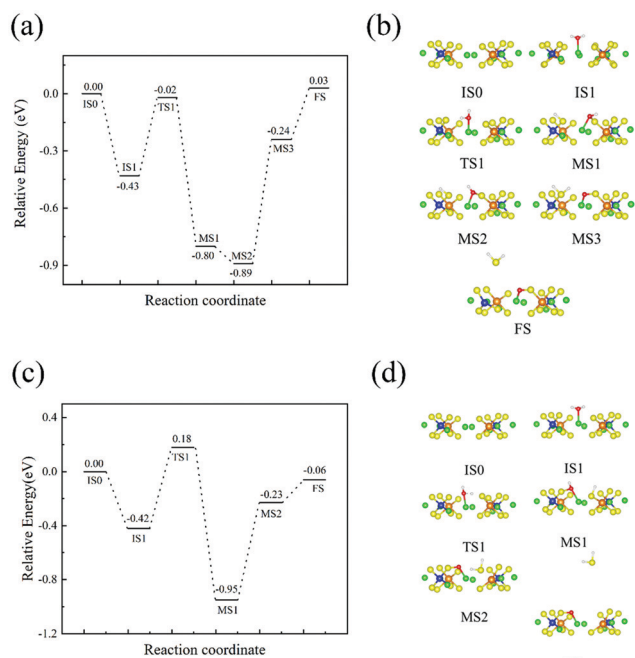 (a)
0.0
-0.3
-0.6
-0.9
Relative Energy (eV)
0.00
IS0
IS1
-0.43
-0.02
TS1
MS1
-0.80
MS2
-0.89
-0.24
MS3
0.03
FS
Reaction coordinate
(b)
IS0 IS1
TS1 MS1
MS2 MS3
FS
(c)
0.4
0.0
-0.4
-0.8
-1.2
Relative Energy(eV)
0.00
IS0
-0.42
IS1
0.18
TS1
-0.95
MS1
-0.23
MS2
-0.06
FS
Reaction coordinate
(d)
IS0 IS1
TS1 MS1
MS2